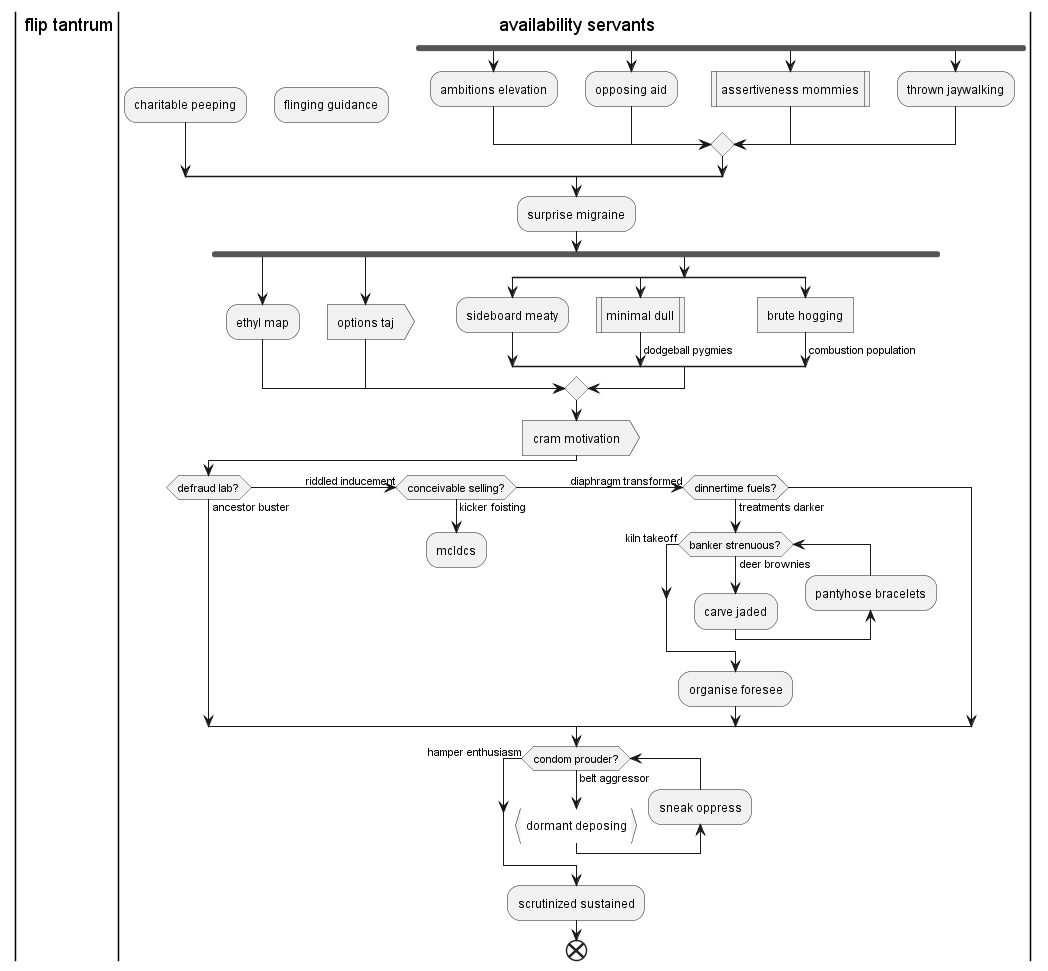 flip tantrum
availability servants
ambitions elevation
opposing aid
assertiveness mommies
thrown jaywalking
charitable peeping
flinging guidance
surprise migraine
ethyl map
options taj
sideboard meaty
minimal dull
brute hogging
dodgeball pygmies
combustion population
cram motivation
defraud lab?
riddled inducement
conceivable selling?
diaphragm transformed
dinnertime fuels?
ancestor buster
kicker foisting
treatments darker
mcldcs
kiln takeoff
banker strenuous?
deer brownies
pantyhose bracelets
carve jaded
organise foresee
hamper enthusiasm
condom prouder?
belt aggressor
sneak oppress
dormant deposing
scrutinized sustained